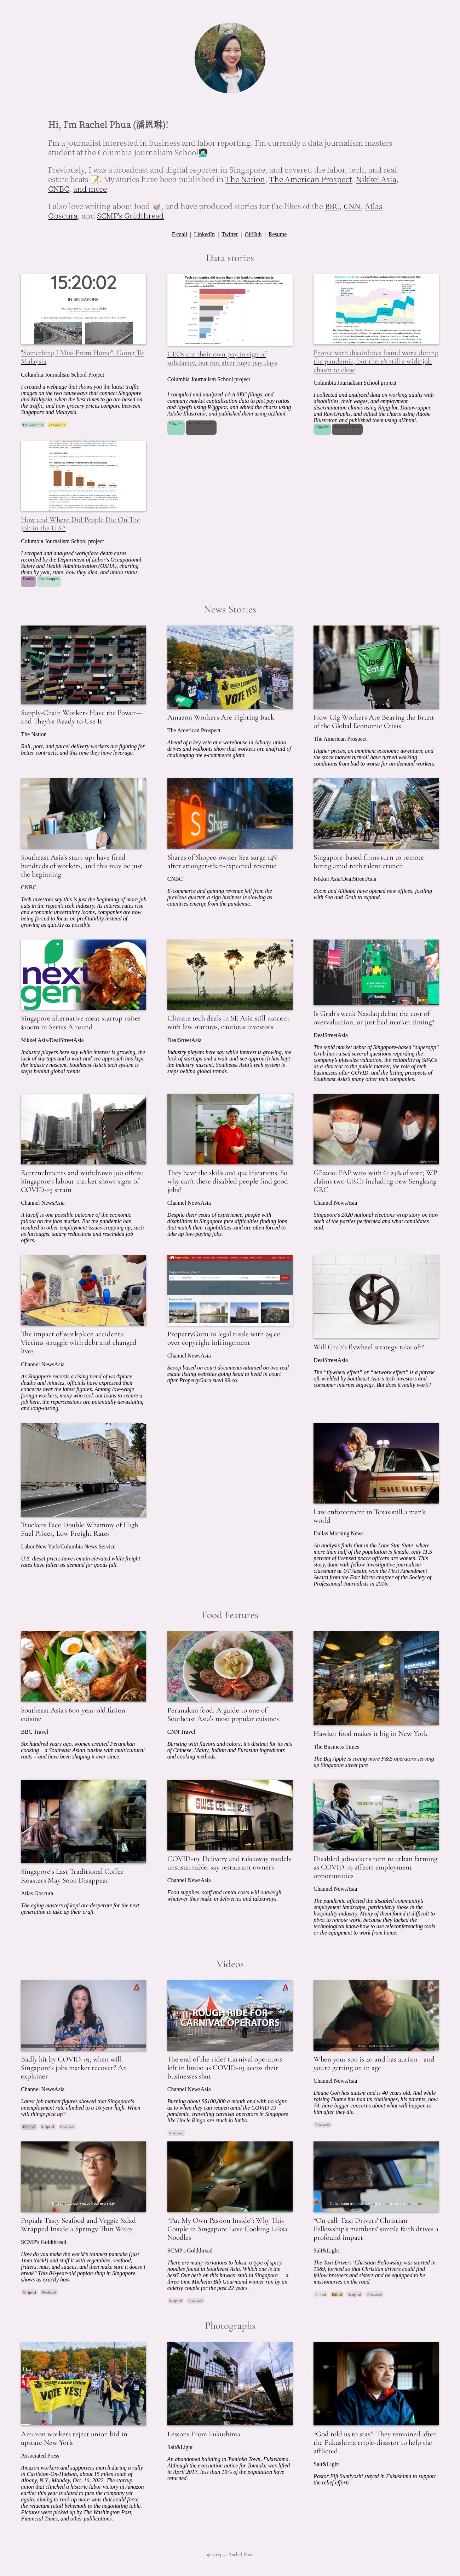 Hi, I'm Rachel Phua (潘恩琳)!
I'm a journalist interested in business and labor reporting. I'm currently a data journalism masters
student at the Columbia Journalism School👩🏻‍💻.
Previously, I was a broadcast and digital reporter in Singapore, and covered the labor, tech, and real
estate beats 📝. My stories have been published in The Nation, The American Prospect, Nikkei Asia,
CNBC, and more.
I also love writing about food 🥡, and have produced stories for the likes of the BBC, CNN, Atlas
Obscura, and SCMP's Goldthread.
E-mail | LinkedIn | Twitter | GitHub | Resume
Data stories
15:20:02
IN SINGAPORE.
"Something I Miss From Home": Going To
Malaysia
Columbia Journalism School Project
I created a webpage that shows you the latest traffic
images on the two causeways that connect Singapore
and Malaysia, when the best times to go are based on
the traffic, and how grocery prices compare between
Singapore and Malaysia.
Datawrapper Javascript
Tech companies did worse than their banking counterparts
CEOs cut their own pay in sign of
solidarity, but not after huge pay days
Columbia Journalism School project
I compiled and analyzed 14-A SEC filings, and
company market capitalization data to plot pay ratios
and layoffs using R/ggplot, and edited the charts using
Adobe Illustrator, and published them using ai2html.
R/ggplot
People with disabilities found work during
the pandemic, but there's still a wide job
chasm to close
Columbia Journalism School project
I collected and analyzed data on working adults with
disabilities, their wages, and employment
discrimination claims using R/ggplot, Datawrapper,
and RawGraphs, and edited the charts using Adobe
Illustrator, and published them using ai2html.
R/ggplot
How and Where Did People Die On The
Job in the U.S.?
Columbia Journalism School project
I scraped and analyzed workplace death cases
recorded by the Department of Labor's Occupational
Safety and Health Administration (OSHA), charting
them by year, state, how they died, and union status.
Pandas Datawrapper
News Stories
Supply-Chain Workers Have the Power—
and They're Ready to Use It
The Nation
Rail, port, and parcel delivery workers are fighting for
better contracts, and this time they have leverage.
VOTE YES!
Amazon Workers Are Fighting Back
The American Prospect
Ahead of a key vote at a warehouse in Albany, union
drives and walkouts show that workers are unafraid of
challenging the e-commerce giant.
Uber
Eats
How Gig Workers Are Bearing the Brunt
of the Global Economic Crisis
The American Prospect
Higher prices, an imminent economic downturn, and
the stock market turmoil have turned working
conditions from bad to worse for on-demand workers.
Southeast Asia's start-ups have fired
hundreds of workers, and this may be just
the beginning
CNBC
Tech investors say this is just the beginning of more job
cuts in the region's tech industry. As interest rates rise
and economic uncertainty looms, companies are now
being forced to focus on profitability instead of
growing as quickly as possible.
Shopee
Shares of Shopee-owner Sea surge 14%
after stronger-than-expected revenue
CNBC
E-commerce and gaming revenue fell from the
previous quarter, a sign business is slowing as
countries emerge from the pandemic.
Singapore-based firms turn to remote
hiring amid tech talent crunch
Nikkei Asia/DealStreetAsia
Zoom and Alibaba have opened new offices, jostling
with Sea and Grab to expand.
next
gen
Singapore alternative meat startup raises
$100m in Series A round
Nikkei Asia/DealStreetAsia
Industry players here say while interest is growing, the
lack of startups and a wait-and-see approach has kept
the industry nascent. Southeast Asia's tech system is
steps behind global trends.
Climate tech deals in SE Asia still nascent
with few startups, cautious investors
DealStreetAsia
Industry players here say while interest is growing, the
lack of startups and a wait-and-see approach has kept
the industry nascent. Southeast Asia's tech system is
steps behind global trends.
Is Grab's weak Nasdaq debut the cost of
overvaluation, or just bad market timing?
DealStreetAsia
The tepid market debut of Singapore-based "superapp"
Grab has raised several questions regarding the
company's plus-size valuation, the reliability of SPACs
as a shortcut to the public market, the role of tech
businesses after COVID, and the listing prospects of
Southeast Asia's many other tech companies.
Retrenchments and withdrawn job offers:
Singapore's labour market shows signs of
COVID-19 strain
Channel NewsAsia
A layoff is one possible outcome of the economic
fallout on the jobs market. But the pandemic has
resulted in other employment issues cropping up, such
as furloughs, salary reductions and rescinded job
offers.
They have the skills and qualifications. So
why can't these disabled people find good
jobs?
Channel NewsAsia
Despite their years of experience, people with
disabilities in Singapore face difficulties finding jobs
that match their capabilities, and are often forced to
take up low-paying jobs.
GE2020: PAP wins with 61.24% of vote; WP
claims two GRCs including new Sengkang
GRC
Channel NewsAsia
Singapore's 2020 national elections wrap story on how
each of the parties performed and what candidates
said.
The impact of workplace accidents:
Victims struggle with debt and changed
lives
Channel NewsAsia
As Singapore records a rising trend of workplace
deaths and injuries, officials have expressed their
concerns over the latest figures. Among low-wage
foreign workers, many who took out loans to secure a
job here, the repercussions are potentially devastating
and long-lasting.
PropertyGuru in legal tussle with 99.co
over copyright infringement
Channel NewsAsia
Scoop based on court documents attained on two real
estate listing websites going head to head in court
after PropertyGuru sued 99.co.
Will Grab's flywheel strategy take off?
DealStreetAsia
The "flywheel effect" or "network effect" is a phrase
oft-wielded by Southeast Asia's tech investors and
consumer internet bigwigs. But does it really work?
Truckers Face Double Whammy of High
Fuel Prices, Low Freight Rates
Labor New York/Columbia News Service
U.S. diesel prices have remain elevated while freight
rates have fallen as demand for goods fall.
SHERIFF
Law enforcement in Texas still a man's
world
Dallas Morning News
An analysis finds that in the Lone Star State, where
more than half of the population is female, only 11.5
percent of licensed peace officers are women. This
story, done with fellow investigative journalism
classmate at UT Austin, won the First Amendment
Award from the Fort Worth chapter of the Society of
Professional Journalists in 2016.
Food Features
Southeast Asia's 600-year-old fusion
cuisine
BBC Travel
Six hundred years ago, women created Peranakan
cooking – a Southeast Asian cuisine with multicultural
roots – and have been shaping it ever since.
Peranakan food: A guide to one of
Southeast Asia's most popular cuisines
CNN Travel
Bursting with flavors and colors, it's distinct for its mix
of Chinese, Malay, Indian and Eurasian ingredients
and cooking methods.
Hawker food makes it big in New York
The Business Times
The Big Apple is seeing more F&B operators serving
up Singapore street fare
Singapore's Last Traditional Coffee
Roasters May Soon Disappear
Atlas Obscura
The aging masters of kopi are desperate for the next
generation to take up their craft.
SWEE KEE
COVID-19: Delivery and takeaway models
unsustainable, say restaurant owners
Channel NewsAsia
Food supplies, staff and rental costs will outweigh
whatever they make in deliveries and takeaways.
Disabled jobseekers turn to urban farming
as COVID-19 affects employment
opportunities
Channel NewsAsia
The pandemic affected the disabled community's
employment landscape, particularly those in the
hospitality industry. Many of them found it difficult to
pivot to remote work, because they lacked the
technological know-how to use teleconferencing tools
or the equipment to work from home.
Videos
Badly hit by COVID-19, when will
Singapore's jobs market recover? An
explainer
Channel NewsAsia
Latest job market figures showed that Singapore's
unemployment rate climbed to a 16-year high. When
will things pick up?
Fronted Scripted Produced
ROUGH RIDE FOR
CARNIVAL OPERATORS
The end of the ride? Carnival operators
left in limbo as COVID-19 keeps their
businesses shut
Channel NewsAsia
Burning about S$100,000 a month and with no signs
as to when they can reopen amid the COVID-19
pandemic, travelling carnival operators in Singapore
like Uncle Ringo are stuck in limbo.
Produced
When your son is 40 and has autism - and
you're getting on in age
Channel NewsAsia
Duane Goh has autism and is 40 years old. And while
raising Duane has had its challenges, his parents, now
74, have bigger concerns about what will happen to
him after they die.
Produced
Popiah: Tasty Seafood and Veggie Salad
Wrapped Inside a Springy Thin Wrap
SCMP's Goldthread
How do you make the world's thinnest pancake (just
1mm thick!) and stuff it with vegetables, seafood,
fritters, nuts, and sauces, and then make sure it doesn't
break? This 84-year-old popiah shop in Singapore
shows us exactly how.
Scripted Produced
"Put My Own Passion Inside": Why This
Couple in Singapore Love Cooking Laksa
Noodles
SCMP's Goldthread
There are many variations to laksa, a type of spicy
noodles found in Southeast Asia. Which one is the
best? Our bet's on this hawker stall in Singapore — a
three-time Michelin Bib Gourmand winner run by an
elderly couple for the past 22 years.
Scripted Produced
"On call: Taxi Drivers' Christian
Fellowship's members' simple faith drives a
profound impact
Salt&Light
The Taxi Drivers' Christian Fellowship was started in
1989, formed so that Christian drivers could find
fellow brothers and sisters and be equipped to be
missionaries on the road.
Filmed Edited Scripted Produced
Photographs
VOTE YES!
Amazon workers reject union bid in
upstate New York
Associated Press
Amazon workers and supporters march during a rally
in Castleton-On-Hudson, about 15 miles south of
Albany, N.Y., Monday, Oct. 10, 2022. The startup
union that clinched a historic labor victory at Amazon
earlier this year is slated to face the company yet
again, aiming to rack up more wins that could force
the reluctant retail behemoth to the negotiating table.
Pictures were picked up by The Washington Post,
Financial Times, and other publications.
Lessons From Fukushima
Salt&Light
An abandoned building in Tomioka Town, Fukushima.
Although the evacuation notice for Tomioka was lifted
in April 2017, less than 10% of the population have
returned.
"God told us to stay": They remained after
the Fukushima triple-disaster to help the
afflicted
Salt&Light
Pastor Eiji Sumiyoshi stayed in Fukushima to support
the relief efforts.
© 2023 — Rachel Phua